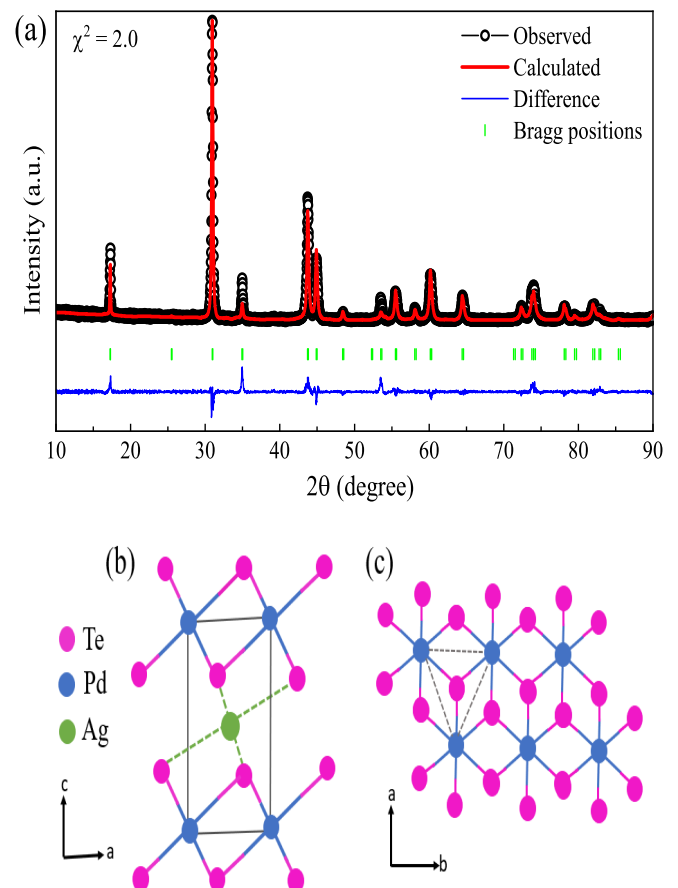 (a)
χ² = 2.0
Observed
Calculated
Difference
Bragg positions
Intensity (a.u.)
10 20 30 40 50 60 70 80 90
2θ (degree)
(b)
(c)
Te
Pd
Ag
c
a
a
b